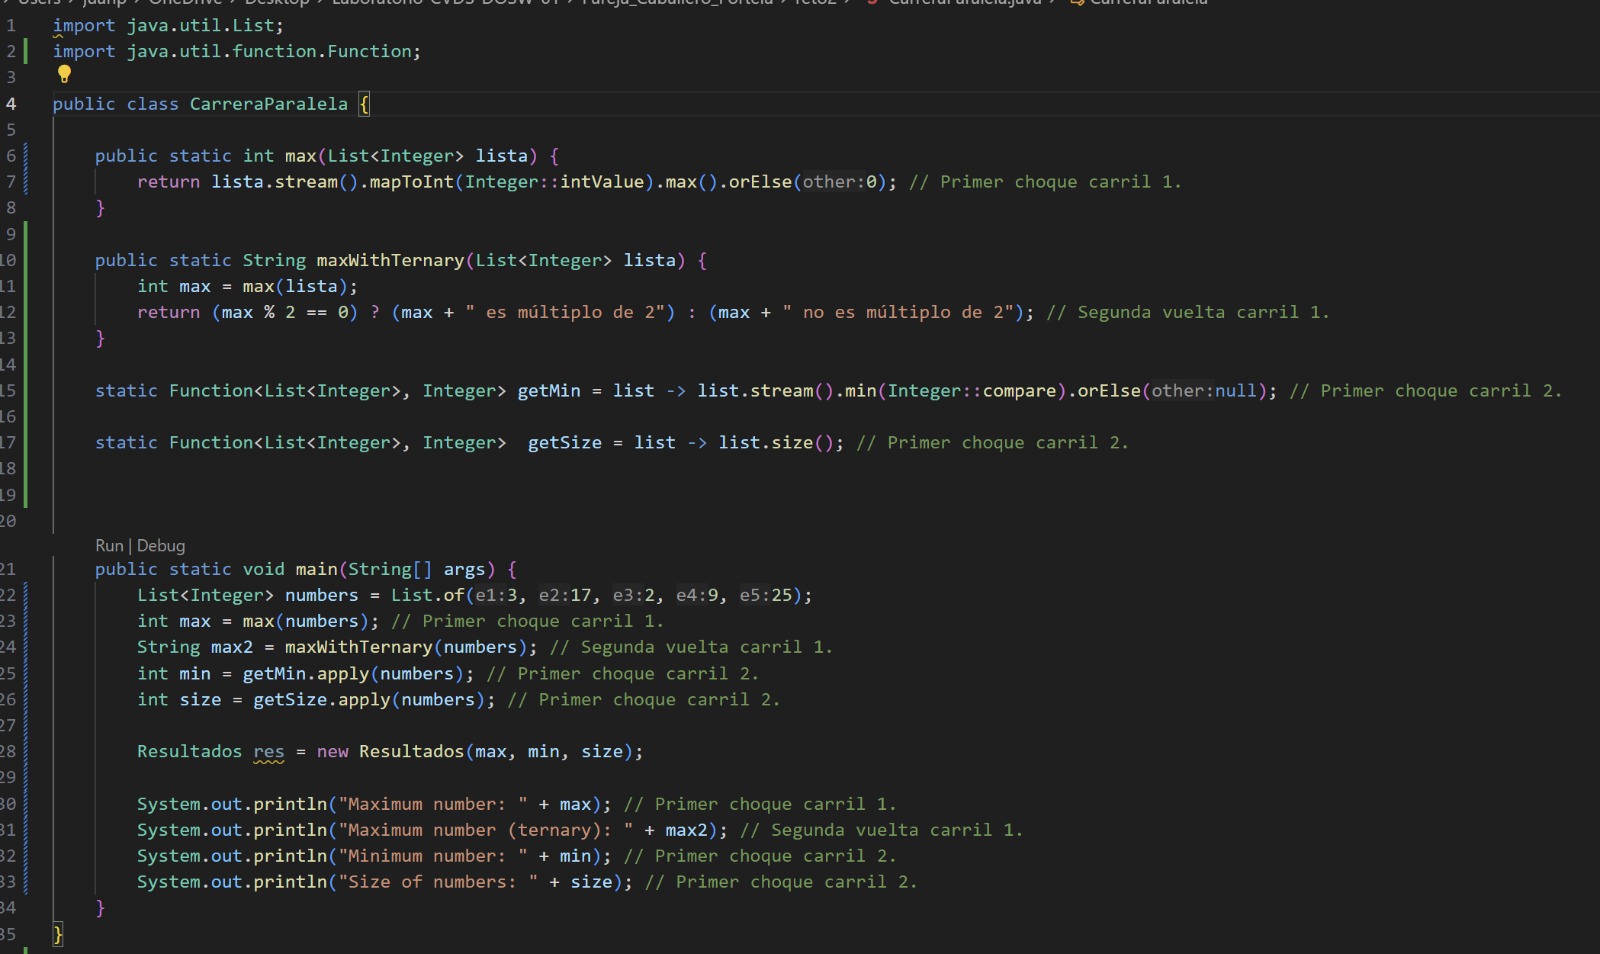 Users > juanp > OneDrive > Desktop > Laboratorio-CVDS-DOSW-01 > Pareja_Caballero_Portela > reto2 > CarreraParalela.java > CarreraParalela
1 import java.util.List;
2 import java.util.function.Function;
3
4 public class CarreraParalela {
5
6 public static int max(List<Integer> lista) {
7 return lista.stream().mapToInt(Integer::intValue).max().orElse(other:0); // Primer choque carril 1.
8 }
9
10 public static String maxWithTernary(List<Integer> lista) {
11 int max = max(lista);
12 return (max % 2 == 0) ? (max + " es múltiplo de 2") : (max + " no es múltiplo de 2"); // Segunda vuelta carril 1.
13 }
14
15 static Function<List<Integer>, Integer> getMin = list -> list.stream().min(Integer::compare).orElse(other:null); // Primer choque carril 2.
16
17 static Function<List<Integer>, Integer>  getSize = list -> list.size(); // Primer choque carril 2.
18
19
20
Run | Debug
21 public static void main(String[] args) {
22 List<Integer> numbers = List.of(e1:3, e2:17, e3:2, e4:9, e5:25);
23 int max = max(numbers); // Primer choque carril 1.
24 String max2 = maxWithTernary(numbers); // Segunda vuelta carril 1.
25 int min = getMin.apply(numbers); // Primer choque carril 2.
26 int size = getSize.apply(numbers); // Primer choque carril 2.
27
28 Resultados res = new Resultados(max, min, size);
29
30 System.out.println("Maximum number: " + max); // Primer choque carril 1.
31 System.out.println("Maximum number (ternary): " + max2); // Segunda vuelta carril 1.
32 System.out.println("Minimum number: " + min); // Primer choque carril 2.
33 System.out.println("Size of numbers: " + size); // Primer choque carril 2.
34 }
35 }